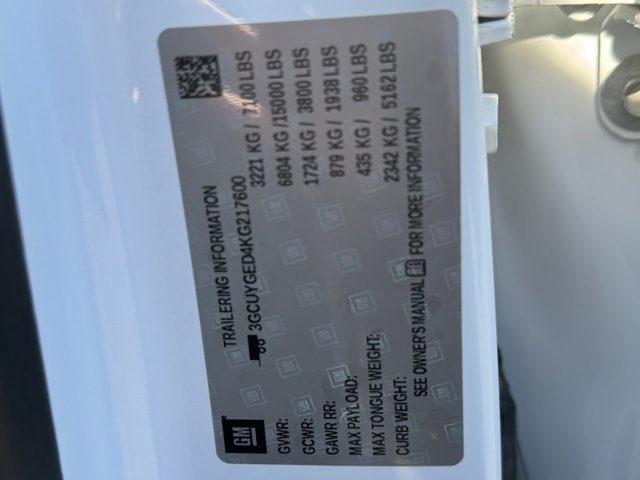 GM
TRAILERING INFORMATION
3GCUYGED4KG217600
GVWR: 3221 KG / 7100 LBS
GCWR: 6804 KG /15000 LBS
GAWR RR: 1724 KG / 3800 LBS
MAX PAYLOAD: 879 KG / 1938 LBS
MAX TONGUE WEIGHT: 435 KG / 960 LBS
CURB WEIGHT: 2342 KG / 5162 LBS
SEE OWNER'S MANUAL FOR MORE INFORMATION